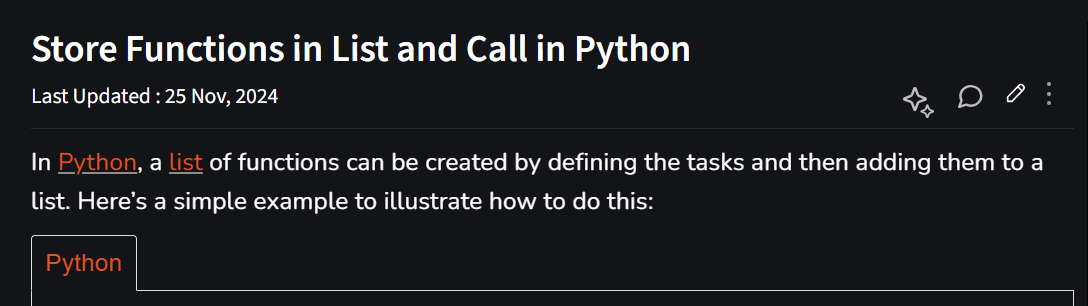 Store Functions in List and Call in Python
Last Updated : 25 Nov, 2024
In Python, a list of functions can be created by defining the tasks and then adding them to a
list. Here’s a simple example to illustrate how to do this:
Python